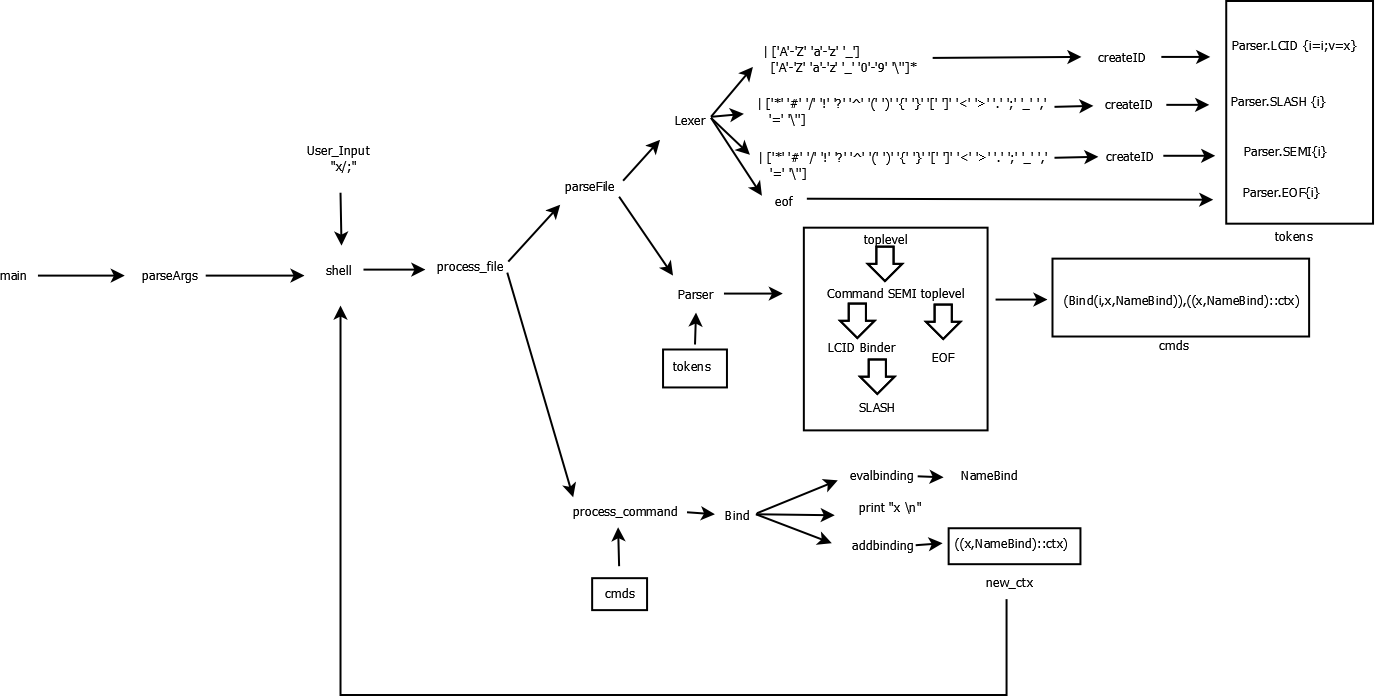 main
parseArgs
User_Input
"x/;"
shell
process_file
parseFile
Lexer
| ['A'-'Z' 'a'-'z' '_']
['A'-'Z' 'a'-'z' '_' '0'-'9' '\'']*
createID
Parser.LCID {i=i;v=x}
| ['*' '#' '/' '!' '?' '^' '(' ')' '{' '}' '[' ']' '<' '>' '.' ';' '_' ','
'=' '\'']
createID
Parser.SLASH {i}
| ['*' '#' '/' '!' '?' '^' '(' ')' '{' '}' '[' ']' '<' '>' '.' ';' '_' ','
'=' '\'']
createID
Parser.SEMI{i}
eof
Parser.EOF{i}
tokens
Parser
tokens
toplevel
Command SEMI toplevel
LCID Binder
EOF
SLASH
(Bind(i,x,NameBind)),((x,NameBind)::ctx)
cmds
process_command
cmds
Bind
evalbinding
NameBind
print "x \n"
addbinding
((x,NameBind)::ctx)
new_ctx